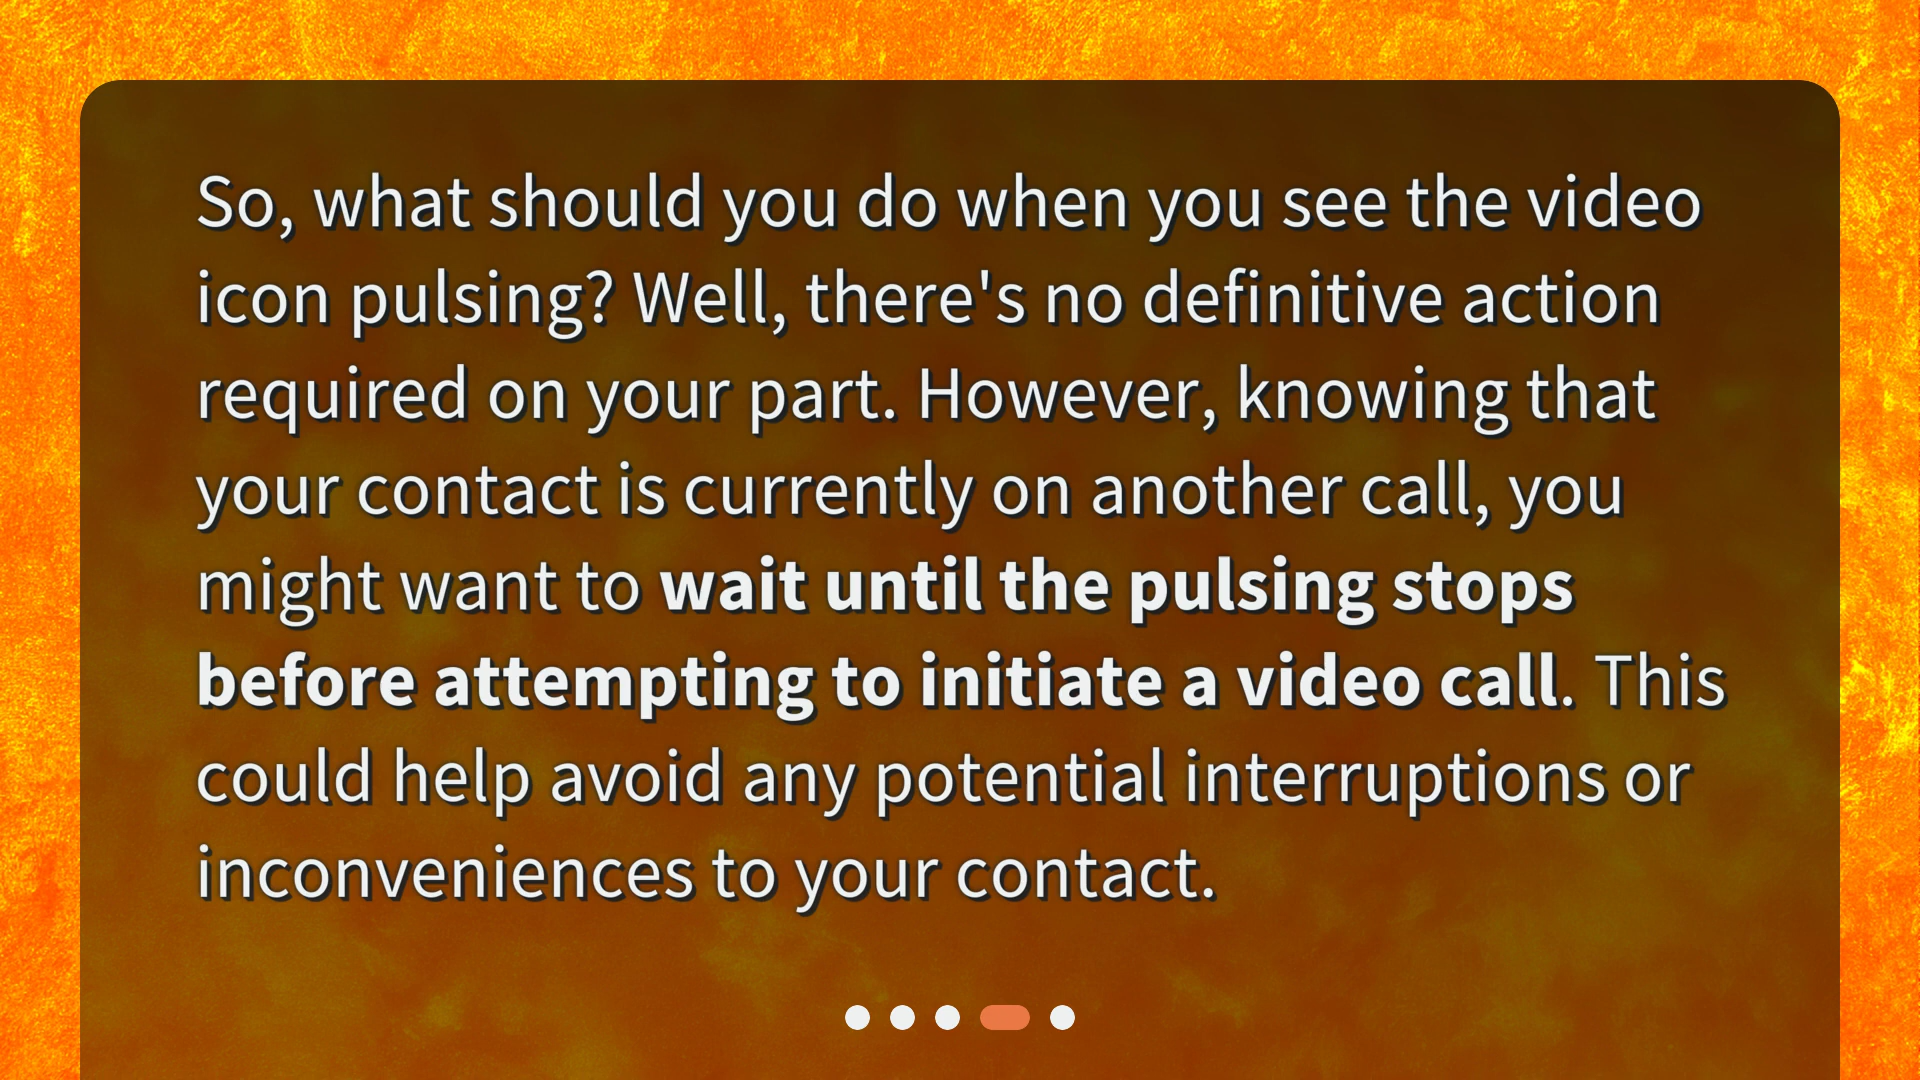 So, what should you do when you see the video
icon pulsing? Well, there's no definitive action
required on your part. However, knowing that
your contact is currently on another call, you
might want to wait until the pulsing stops
before attempting to initiate a video call. This
could help avoid any potential interruptions or
inconveniences to your contact.